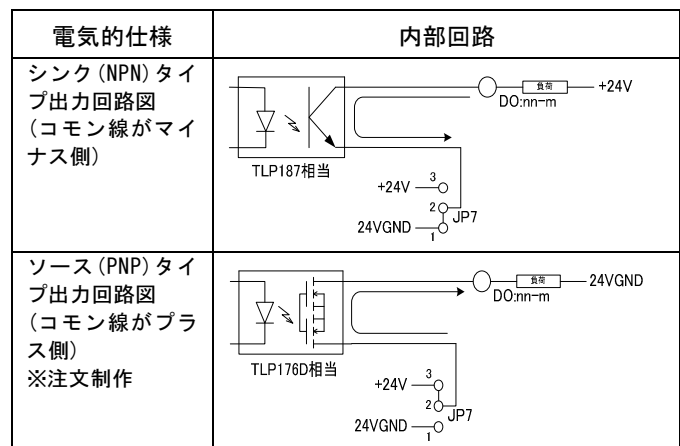 電気的仕様
内部回路
シンク(NPN)タイ
プ出力回路図
(コモン線がマイ
ナス側)
負荷
+24V
DO:nn-m
TLP187相当
3
+24V
2
JP7
24VGND
1
ソース(PNP)タイ
プ出力回路図
(コモン線がプラ
ス側)
※注文制作
負荷
24VGND
DO:nn-m
TLP176D相当
3
+24V
2
JP7
24VGND
1